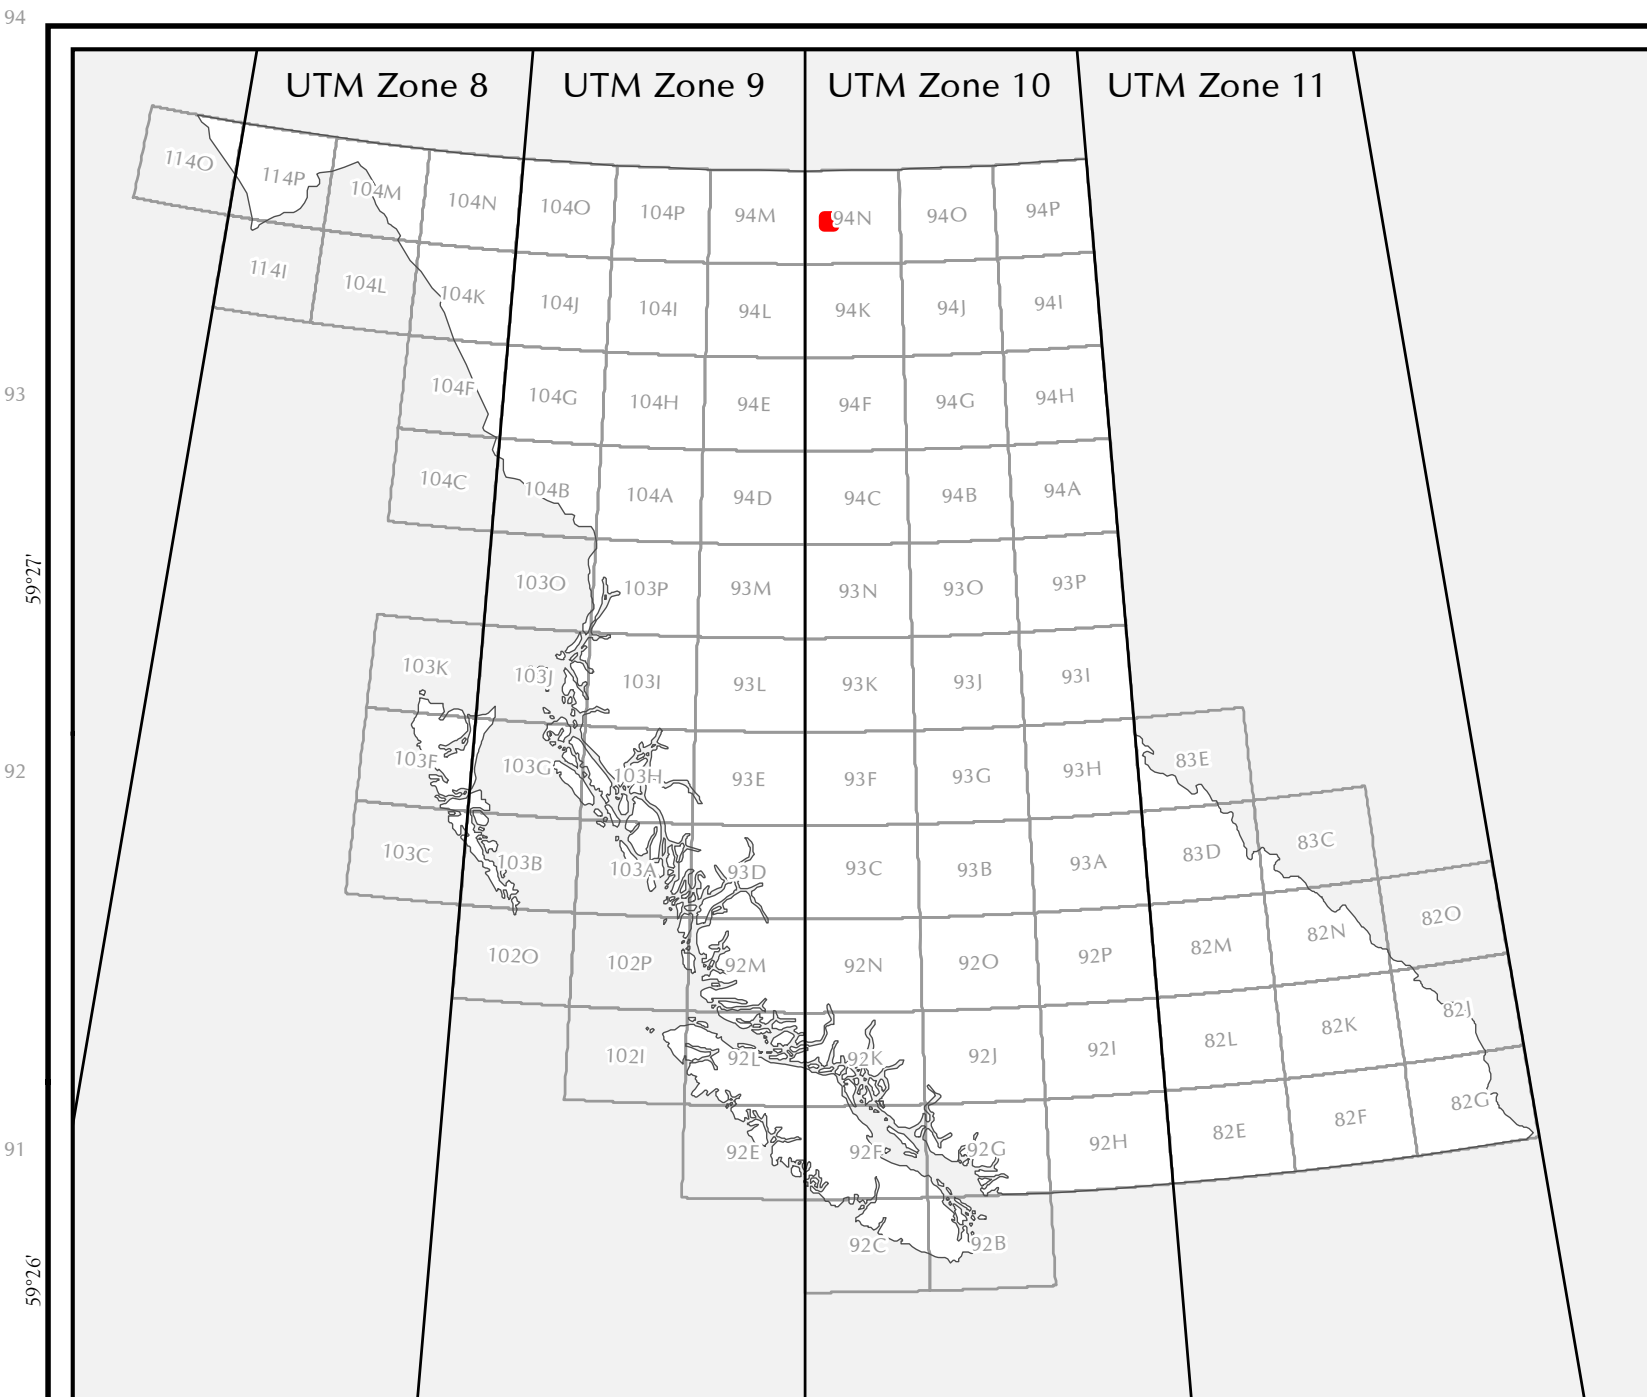 94
UTM Zone 8 UTM Zone 9 UTM Zone 10 UTM Zone 11
114O 114P 104M 104N 104O 104P 94M 94N 94O 94P
114I 104L 104K 104J 104I 94L 94K 94J 94I
93
104F 104G 104H 94E 94F 94G 94H
104C 104B 104A 94D 94C 94B 94A
59°27'
103O 103P 93M 93N 93O 93P
103K 103J 103I 93L 93K 93J 93I
92
103F 103G 103H 93E 93F 93G 93H 83E
103C 103B 103A 93D 93C 93B 93A 83D 83C
102O 102P 92M 92N 92O 92P 82M 82N 82O
102I 92L 92K 92J 92I 82L 82K 82J
91
92E 92F 92G 92H 82E 82F 82G
59°26'
92C 92B